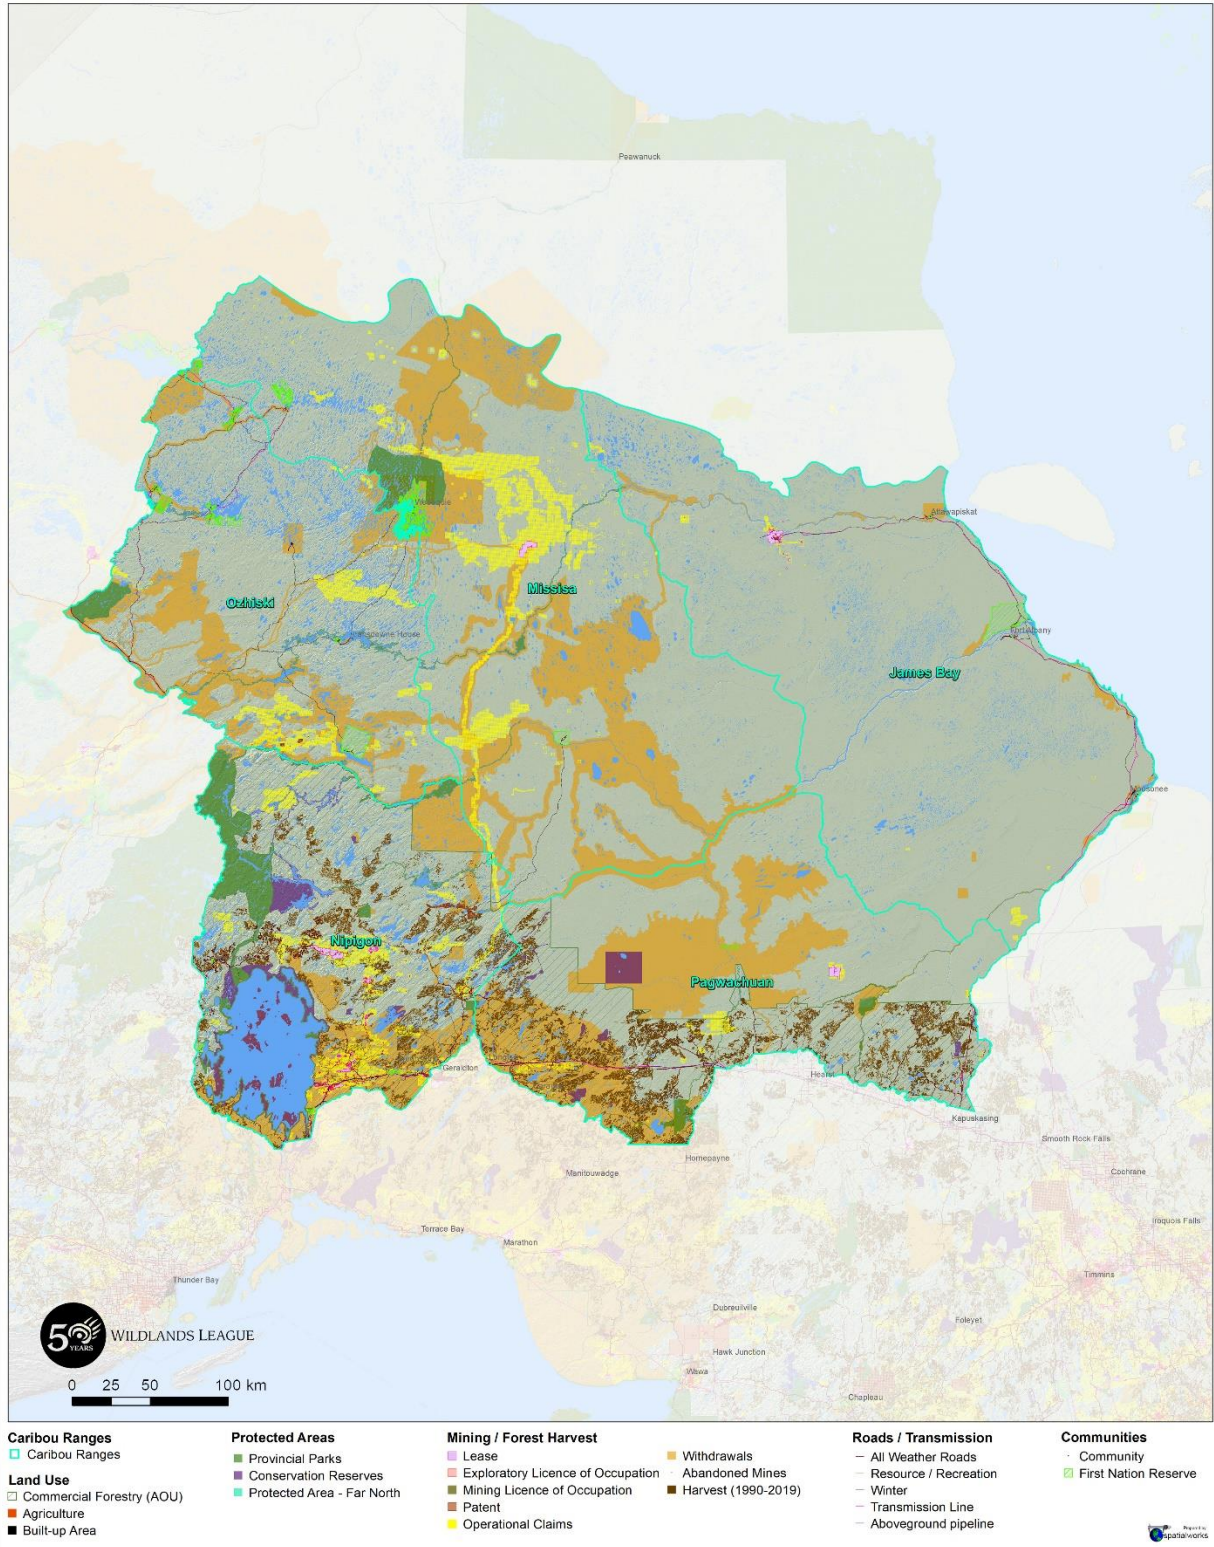 Peawanuck
Attawapiskat
Missisa
Ozhiski
Fort Albany
Lansdowne House
James Bay
Moosonee
Nipigon
Pagwachuan
Geraldton
Hearst
Kapuskasing
Smooth Rock Falls
Homepayne
Manitouwadge
Cochrane
Terrace Bay
Iroquois Falls
Marathon
Thunder Bay
Timmins
Dubreuilville
Foleyet
50 YEARS WILDLANDS LEAGUE
Hawk Junction
Wawa
0 25 50 100 km
Chapleau
Caribou Ranges
Caribou Ranges
Land Use
Commercial Forestry (AOU)
Agriculture
Built-up Area
Protected Areas
Provincial Parks
Conservation Reserves
Protected Area - Far North
Mining / Forest Harvest
Lease
Exploratory Licence of Occupation
Mining Licence of Occupation
Patent
Operational Claims
Withdrawals
Abandoned Mines
Harvest (1990-2019)
Roads / Transmission
All Weather Roads
Resource / Recreation
Winter
Transmission Line
Aboveground pipeline
Communities
Community
First Nation Reserve
spatialworks